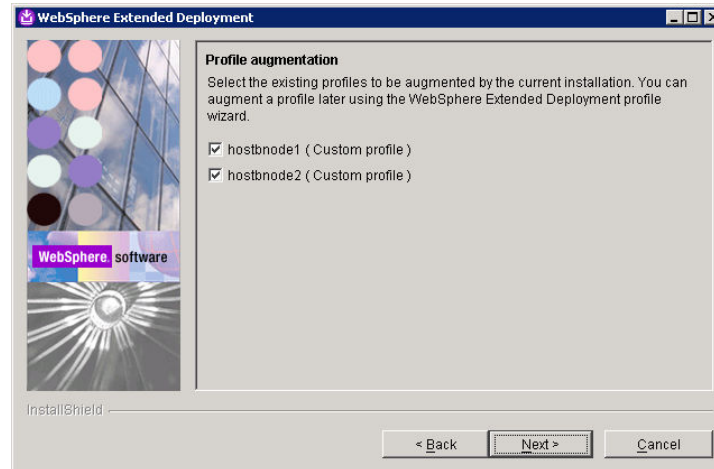 WebSphere Extended Deployment
Profile augmentation
Select the existing profiles to be augmented by the current installation. You can
augment a profile later using the WebSphere Extended Deployment profile
wizard.
hostbnode1 ( Custom profile )
hostbnode2 ( Custom profile )
WebSphere. software
InstallShield
< Back
Next >
Cancel